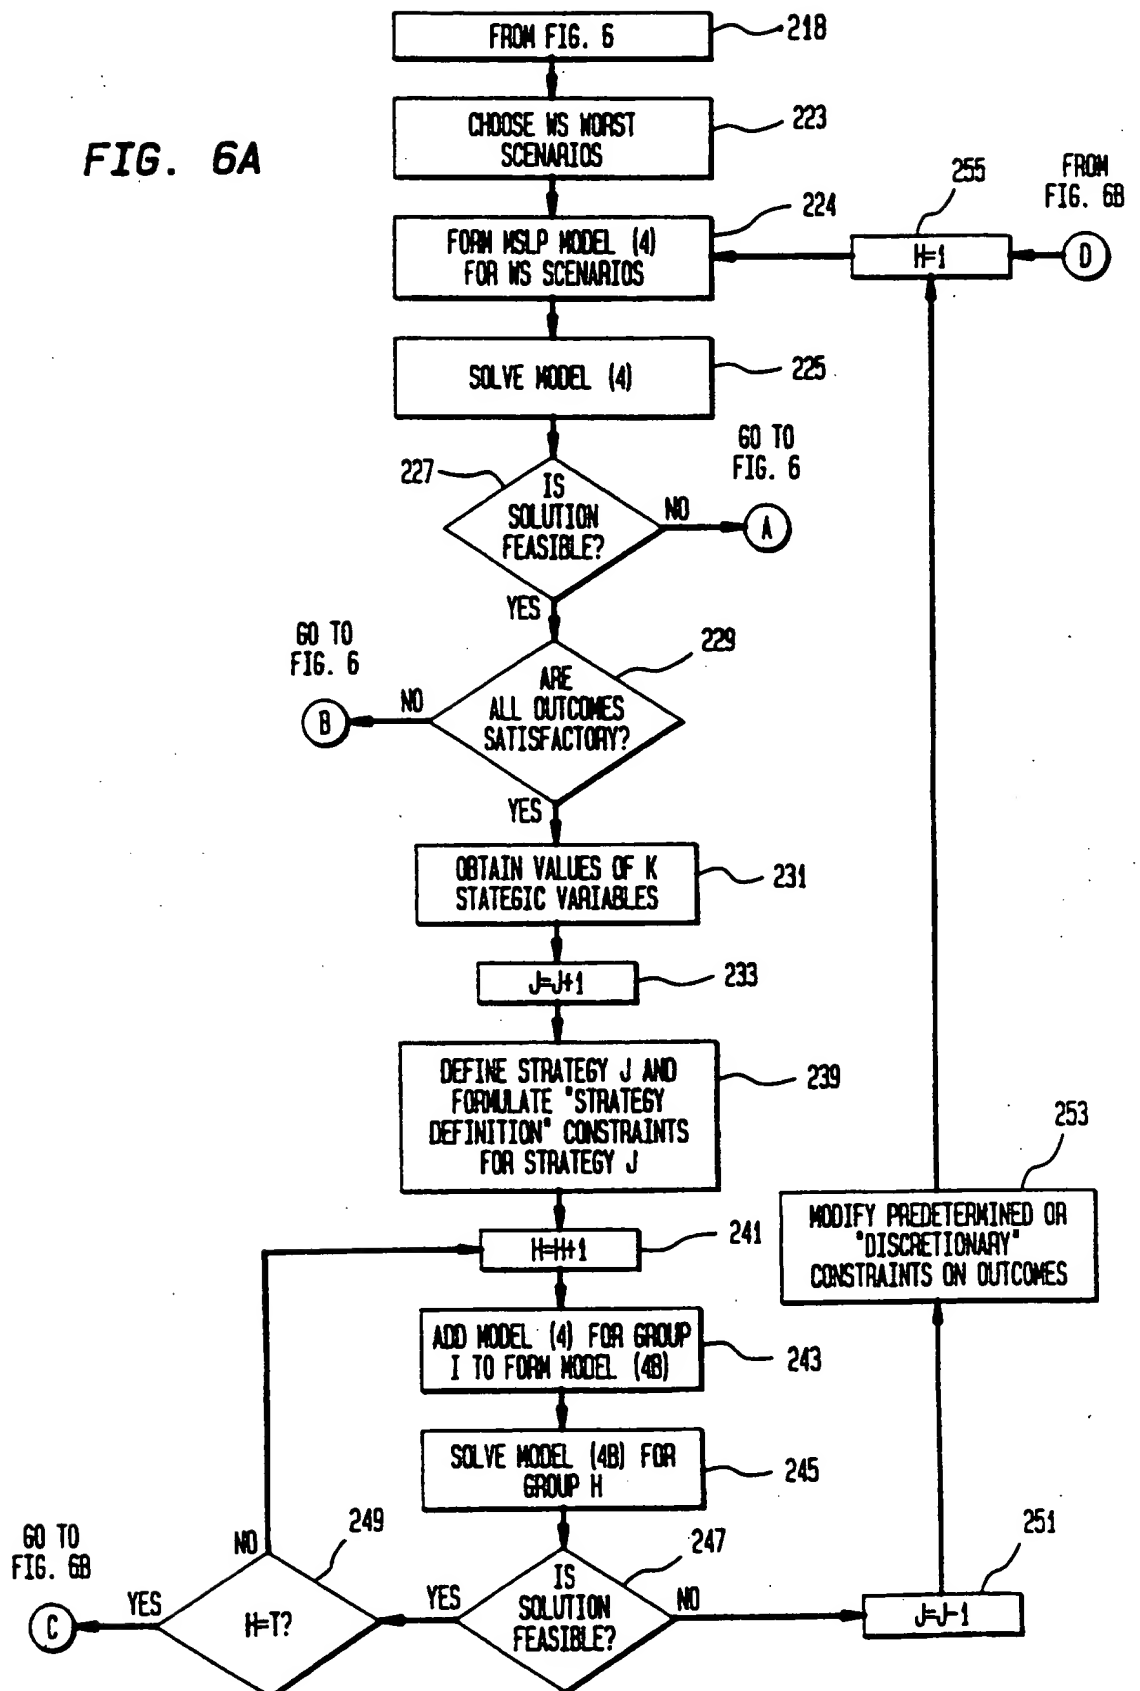 FROM FIG. 6
218
FIG. 6A
CHOOSE WS WORST
SCENARIOS
223
FORM MSLP MODEL (4)
FOR WS SCENARIOS
224
255
H=1
FROM
FIG. 6B
D
SOLVE MODEL (4)
225
227
IS
SOLUTION
FEASIBLE?
NO
GO TO
FIG. 6
A
YES
GO TO
FIG. 6
B
NO
ARE
ALL OUTCOMES
SATISFACTORY?
229
YES
OBTAIN VALUES OF K
STATEGIC VARIABLES
231
J=J+1
233
DEFINE STRATEGY J AND
FORMULATE "STRATEGY
DEFINITION" CONSTRAINTS
FOR STRATEGY J
239
253
MODIFY PREDETERMINED OR
"DISCRETIONARY"
CONSTRAINTS ON OUTCOMES
H=H+1
241
ADD MODEL (4) FOR GROUP
I TO FORM MODEL (4B)
243
SOLVE MODEL (4B) FOR
GROUP H
245
GO TO
FIG. 6B
C
YES
NO
249
H=T?
YES
IS
SOLUTION
FEASIBLE?
247
NO
251
J=J-1